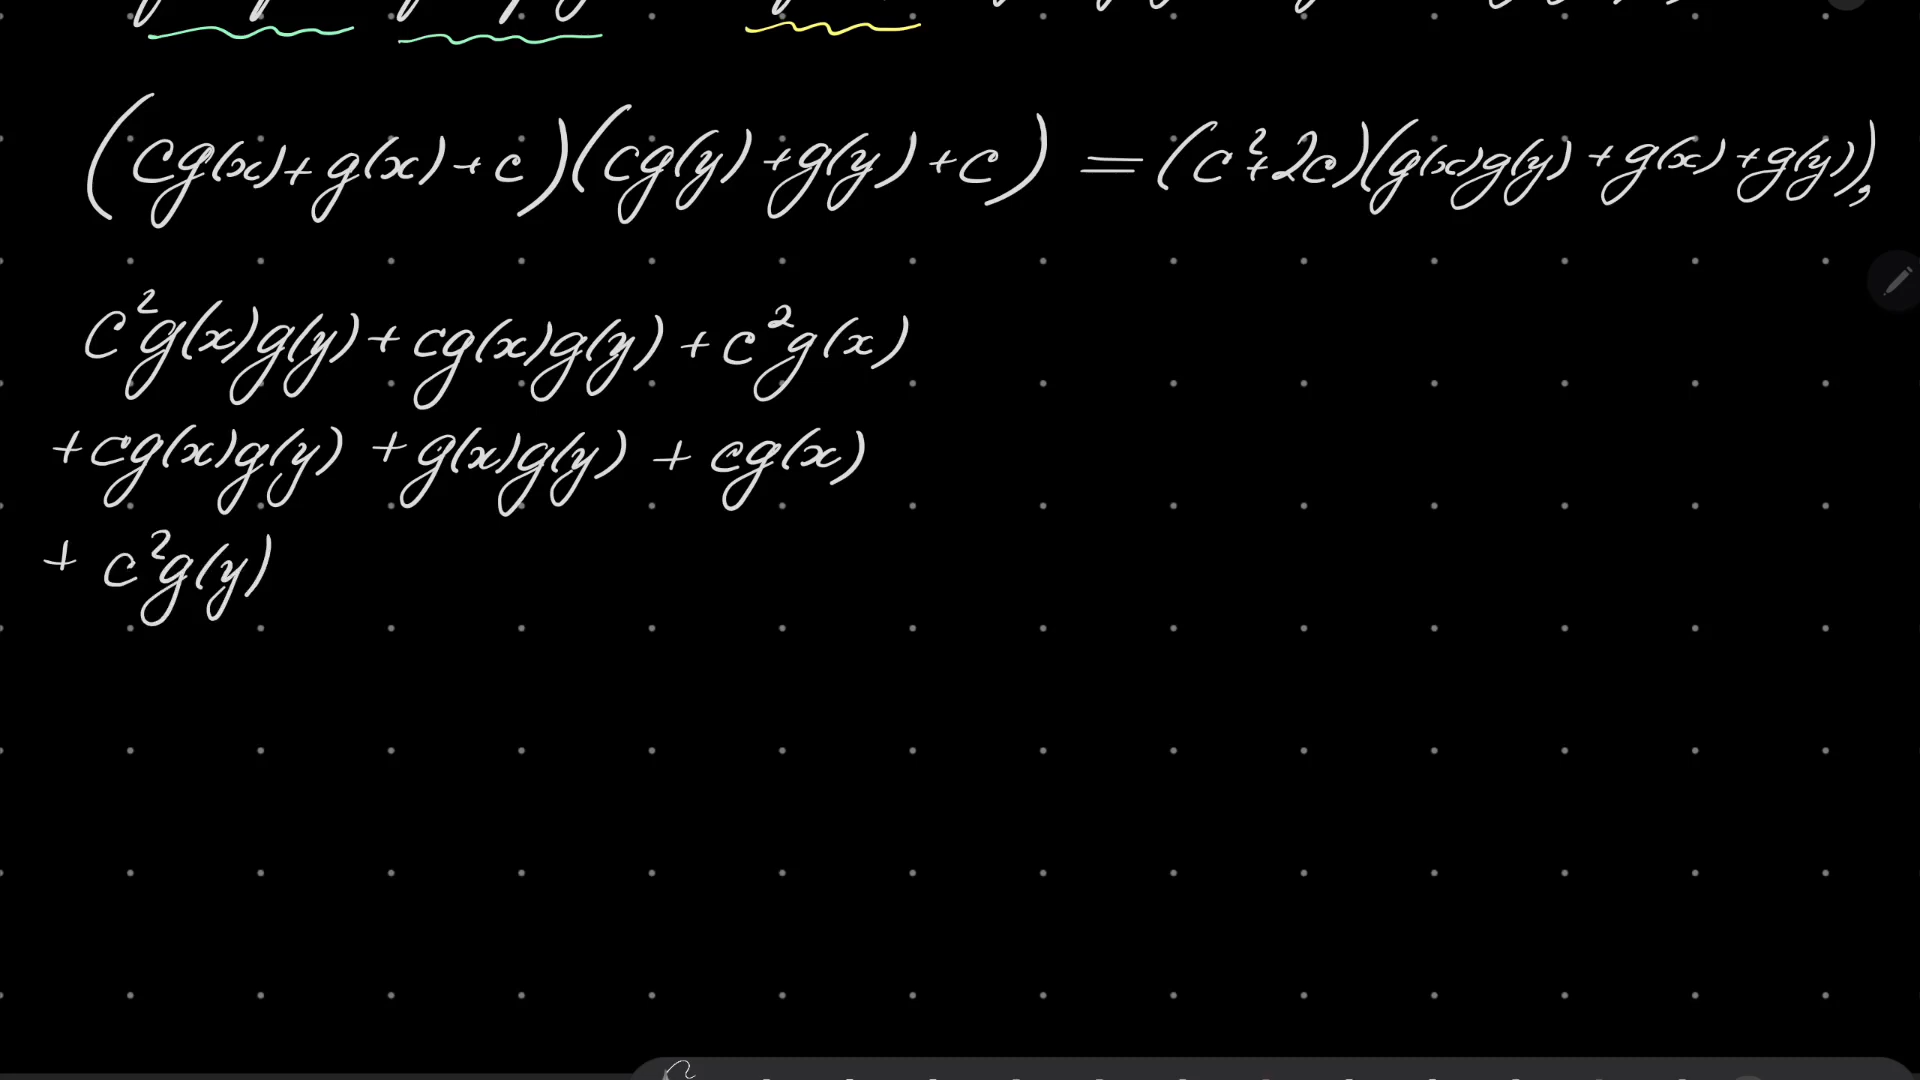 (cg(x)+g(x)+c)(cg(y)+g(y)+c) = (c²+2c)(g(x)g(y)+g(x)+g(y)),
c²g(x)g(y)+cg(x)g(y)+c²g(x)
+cg(x)g(y)+g(x)g(y)+cg(x)
+c²g(y)